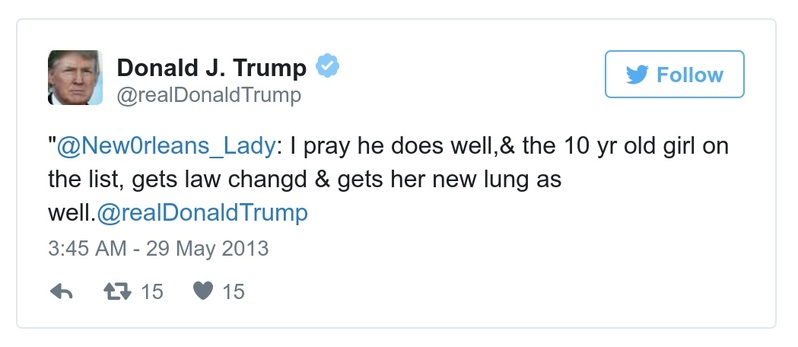 Donald J. Trump
@realDonaldTrump
Follow
"@New0rleans_Lady: I pray he does well,& the 10 yr old girl on
the list, gets law changd & gets her new lung as
well.@realDonaldTrump
3:45 AM - 29 May 2013
15 15